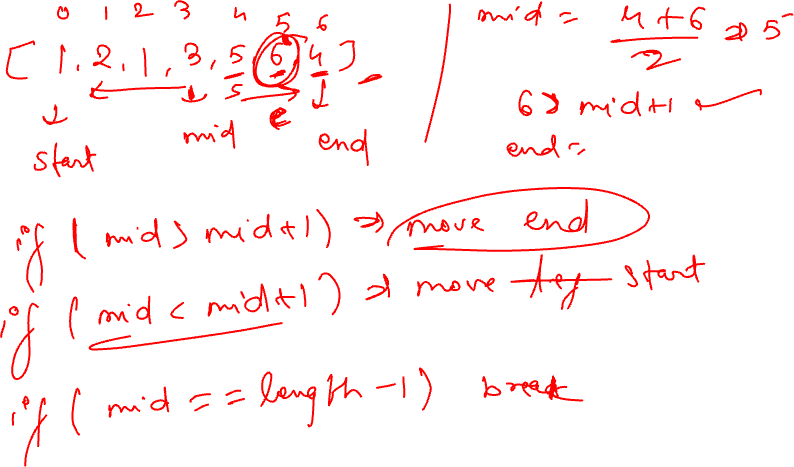 0 1 2 3 4 5 6
[ 1, 2, 1, 3, 5, 6, 4 ]
5 e
start mid end
mid = 4+6/2 => 5
6 > mid+1
end =
if ( mid > mid+1 ) => move end
if ( mid < mid+1 ) => move start
if ( mid == length -1 ) break